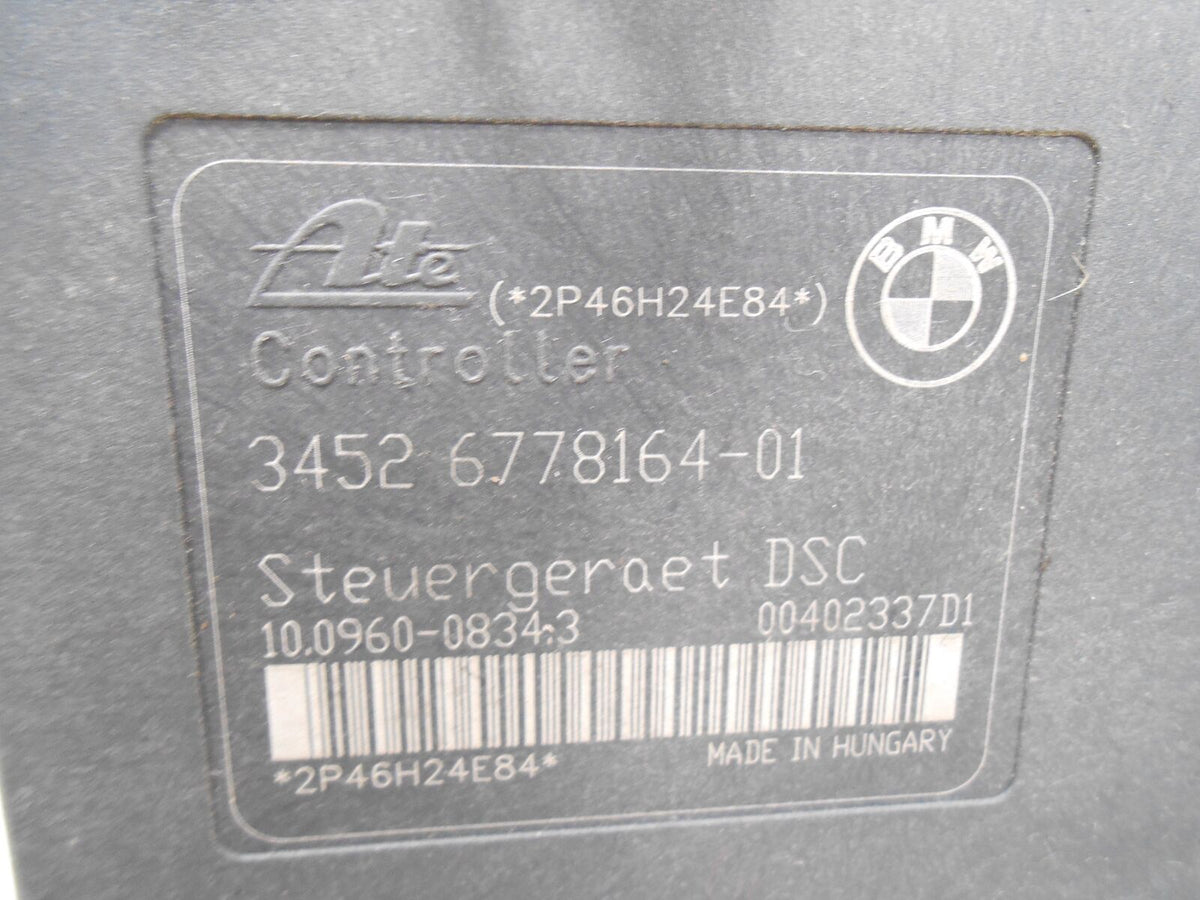 Ate
(*2P46H24E84*)
BMW
Controller
3452 6778164-01
Steuergeraet DSC
10.0960-0834.3 00402337D1
*2P46H24E84*
MADE IN HUNGARY